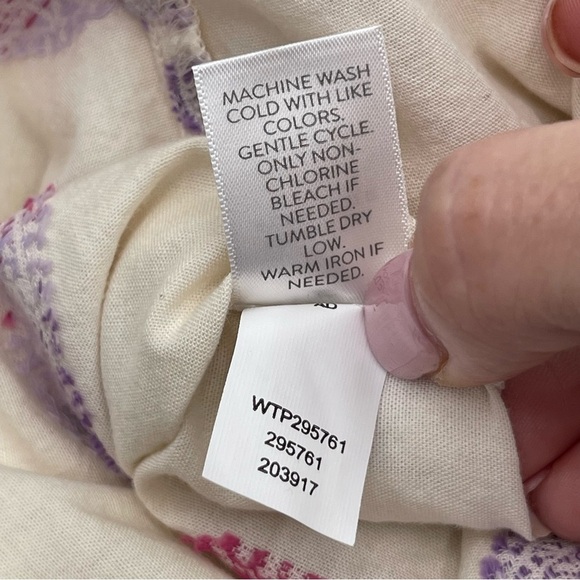 MACHINE WASH
COLD WITH LIKE
COLORS.
GENTLE CYCLE.
ONLY NON-
CHLORINE
BLEACH IF
NEEDED.
TUMBLE DRY
LOW.
WARM IRON IF
NEEDED.
WTP295761
295761
203917